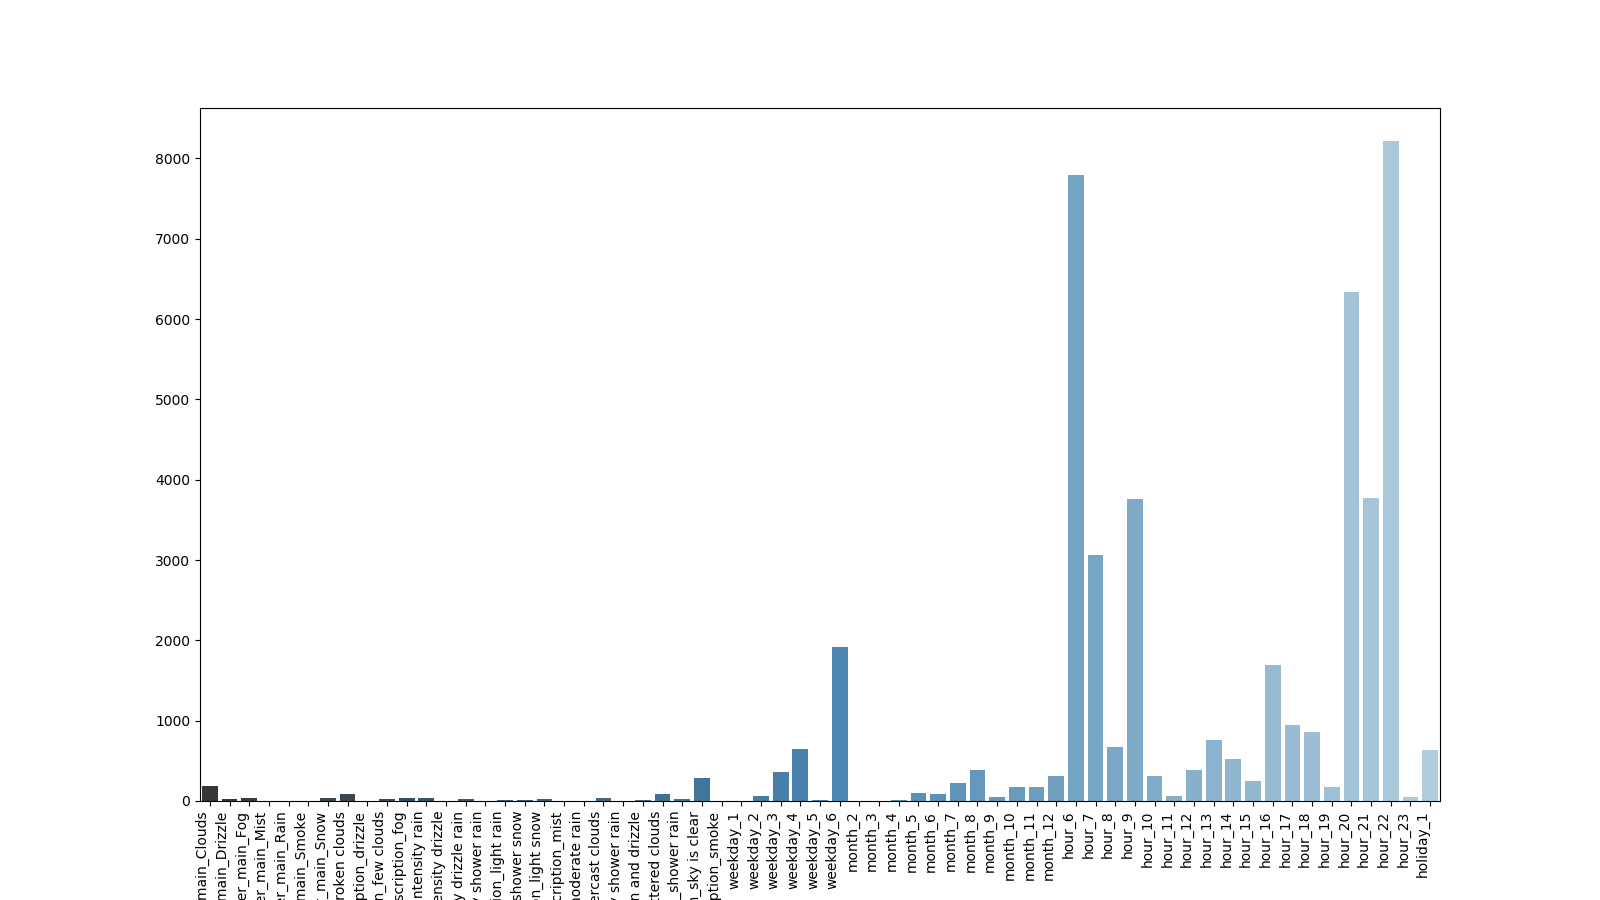 8000
7000
6000
5000
4000
3000
2000
1000
0
main_Clouds
main_Drizzle
er_main_Fog
er_main_Mist
er_main_Rain
main_Smoke
_main_Snow
roken clouds
ption_drizzle
n_few clouds
scription_fog
ntensity rain
ensity drizzle
y drizzle rain
shower rain
ion_light rain
shower snow
on_light snow
cription_mist
noderate rain
ercast clouds
shower rain
n and drizzle
ttered clouds
_shower rain
n_sky is clear
ption_smoke
weekday_1
weekday_2
weekday_3
weekday_4
weekday_5
weekday_6
month_2
month_3
month_4
month_5
month_6
month_7
month_8
month_9
month_10
month_11
month_12
hour_6
hour_7
hour_8
hour_9
hour_10
hour_11
hour_12
hour_13
hour_14
hour_15
hour_16
hour_17
hour_18
hour_19
hour_20
hour_21
hour_22
hour_23
holiday_1